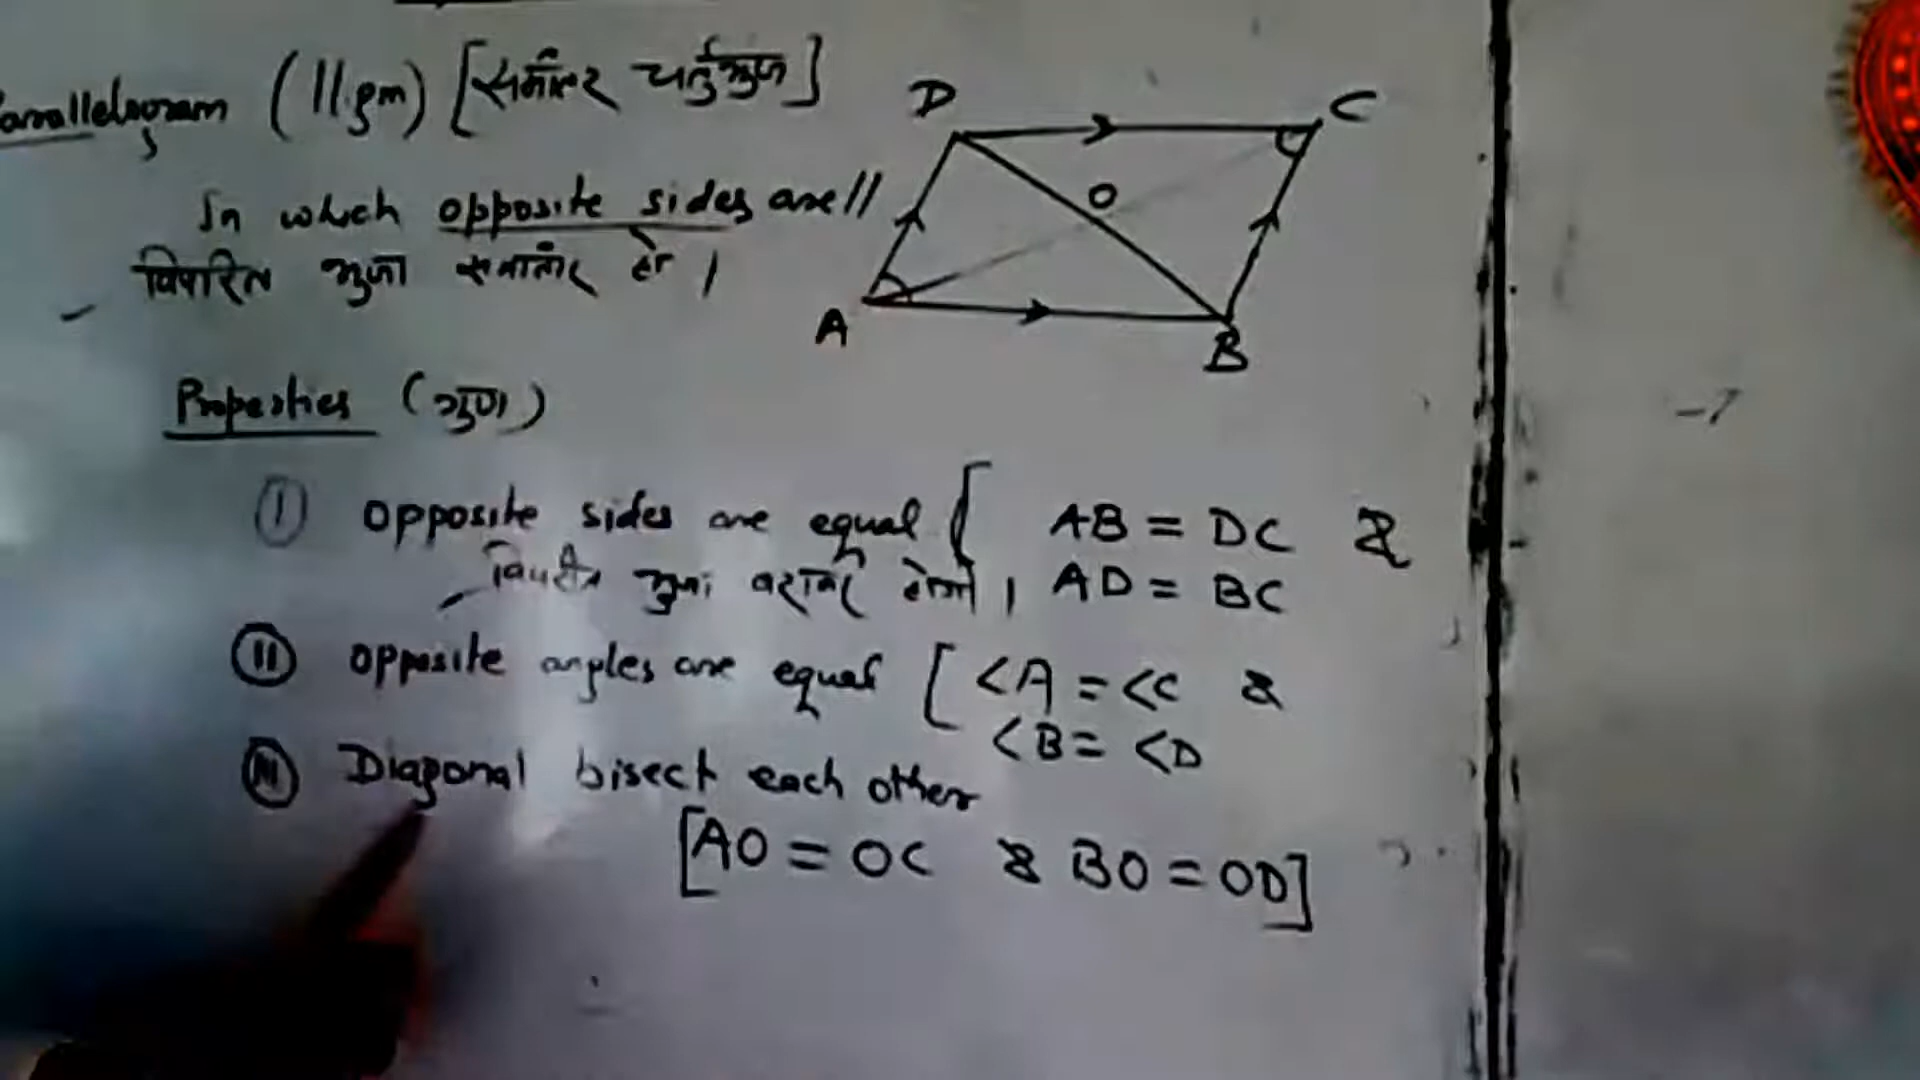 Parallelogram (||gm) [समांतर चर्तुभुज]
In which opposite sides are //
विपरित भुजा समांतर हो।
D
C
O
A
B
Properties (गुण)
(I) Opposite sides are equal [ AB = DC &
विपरीत भुजा बराबर होगी। AD = BC
(II) Opposite angles are equal [ <A = <C &
<B = <D
(III) Diagonal bisect each other
[AO = OC & BO = OD]